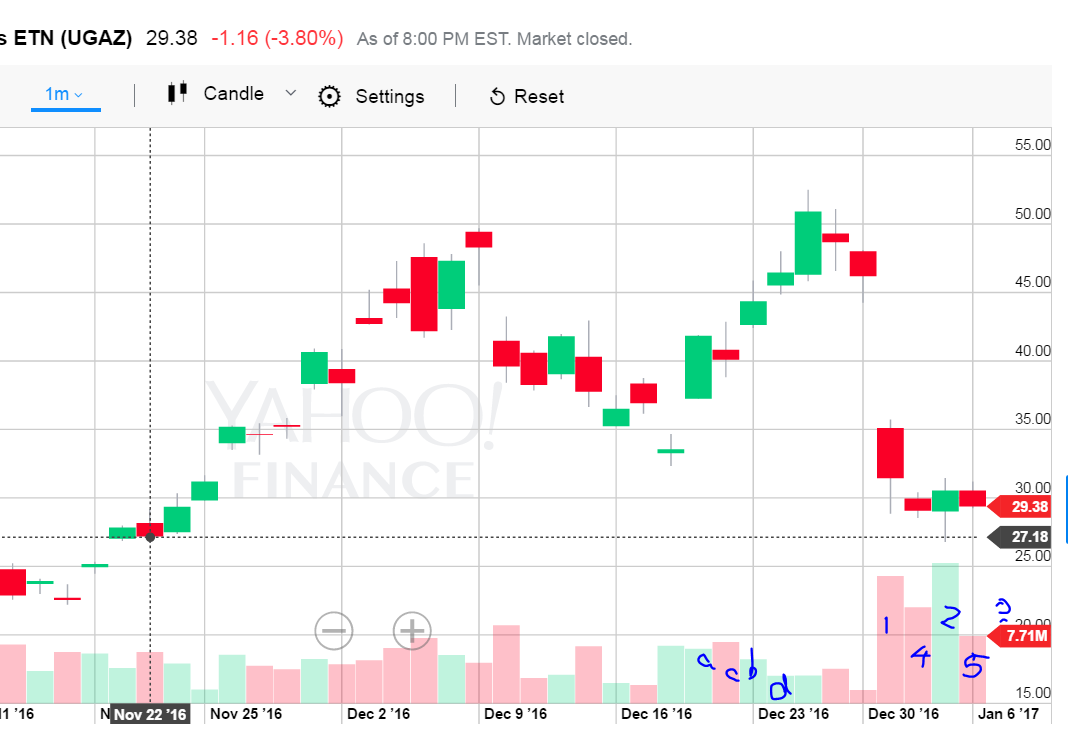 s ETN (UGAZ) 29.38 -1.16 (-3.80%) As of 8:00 PM EST. Market closed.
1m Candle Settings Reset
55.00
50.00
45.00
40.00
35.00
YAHOO!
FINANCE
30.00
29.38
27.18
25.00
20.00
1 2
7.71M
a c b d 4 5
15.00
11 '16 N Nov 22 '16 Nov 25 '16 Dec 2 '16 Dec 9 '16 Dec 16 '16 Dec 23 '16 Dec 30 '16 Jan 6 '17